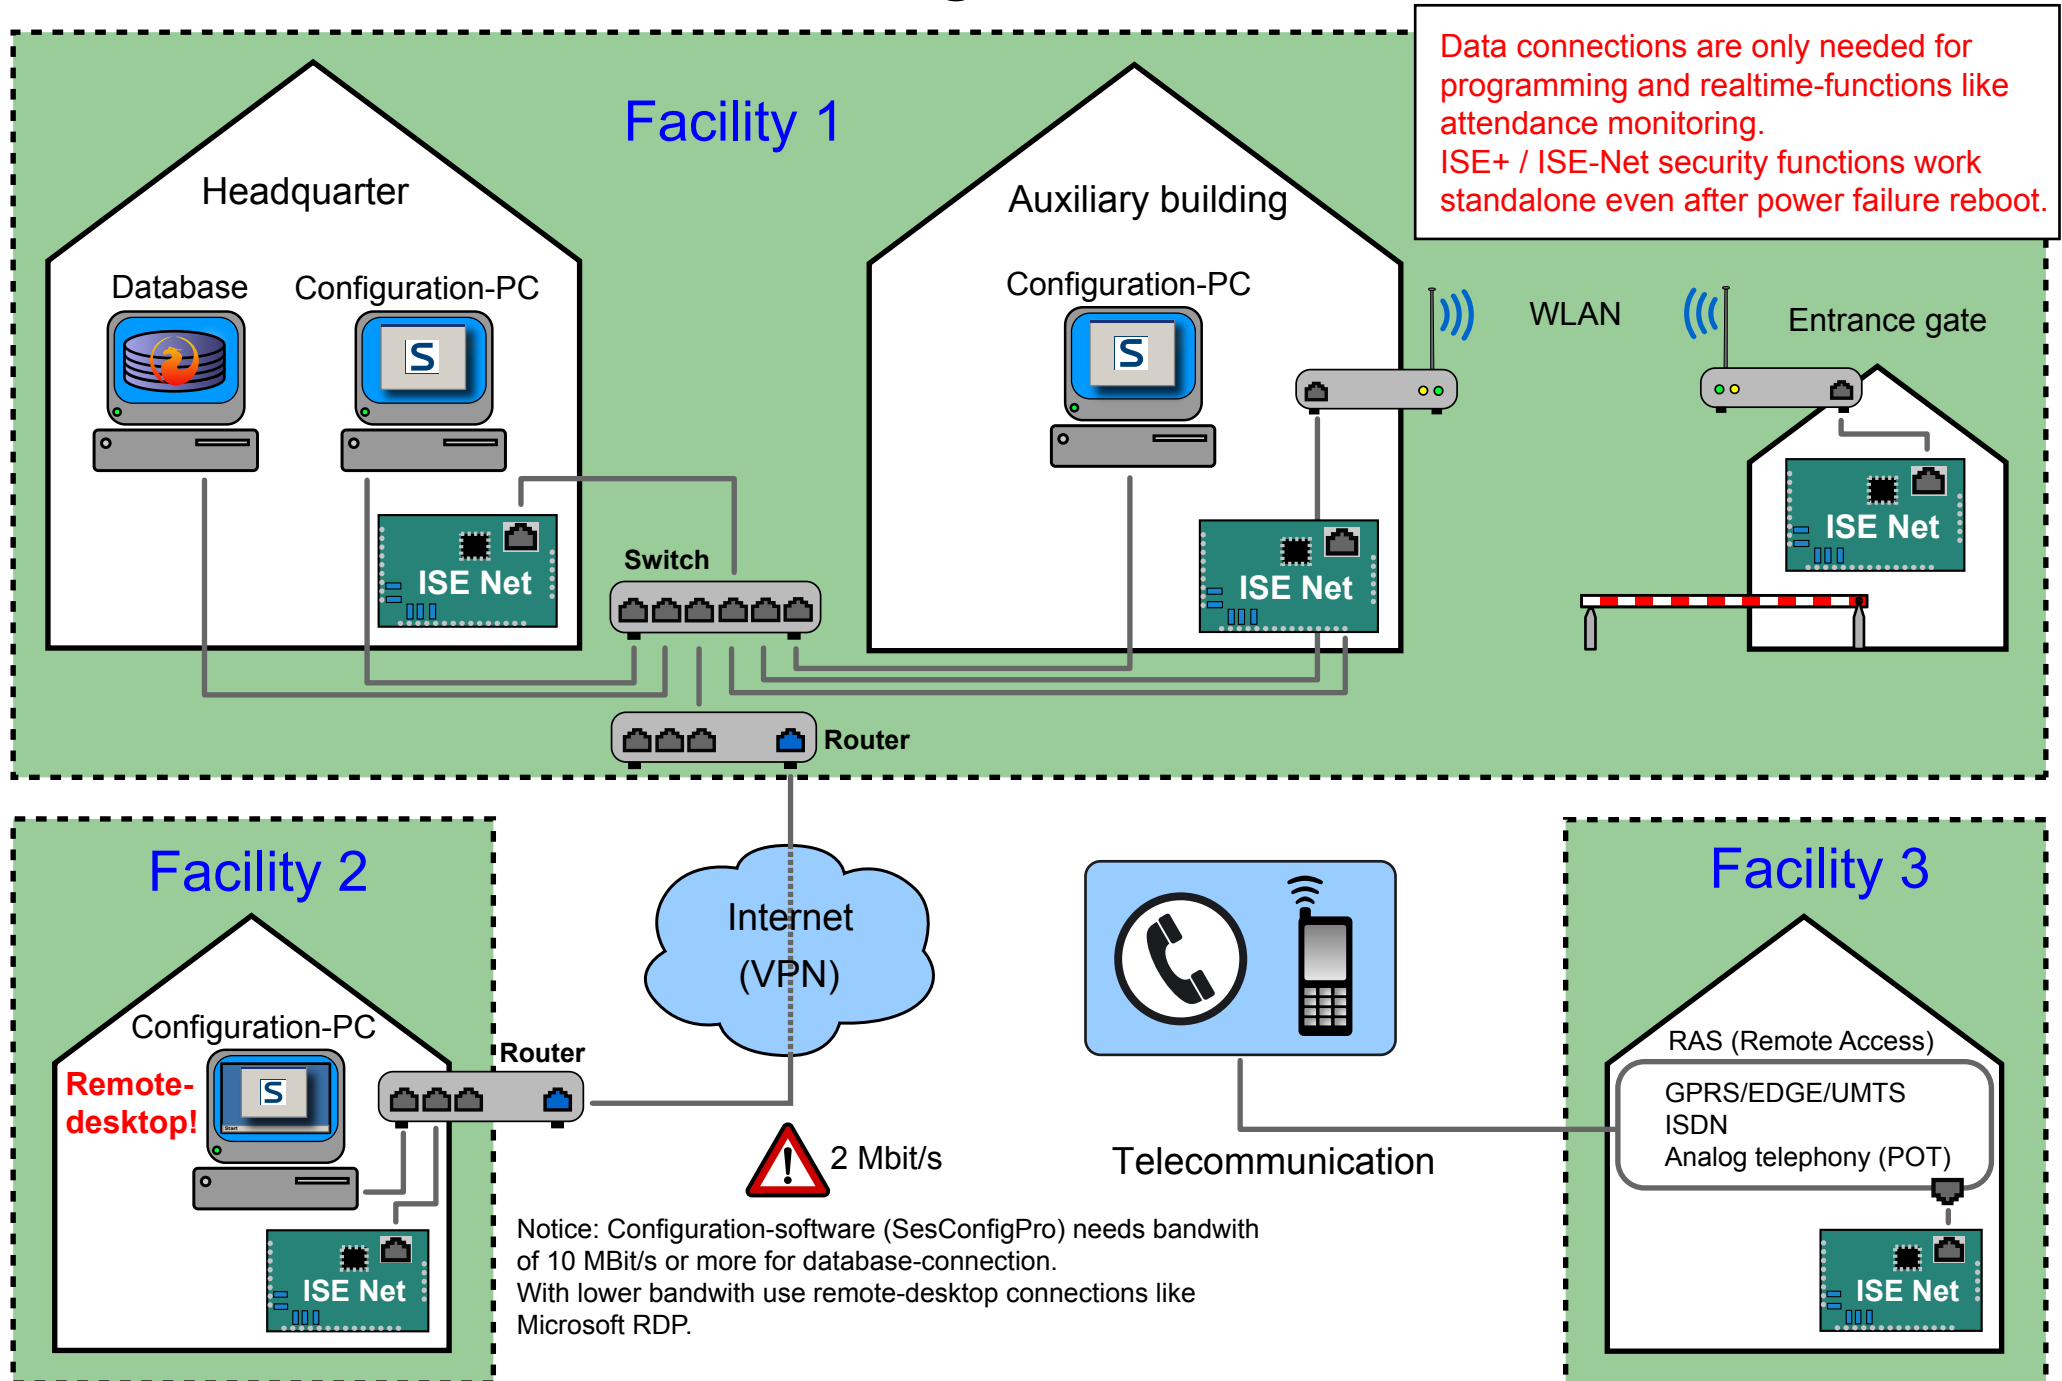 Data connections are only needed for
programming and realtime-functions like
attendance monitoring.
ISE+ / ISE-Net security functions work
standalone even after power failure reboot.
Facility 1
Headquarter
Database
Configuration-PC
S
ISE Net
Switch
Auxiliary building
Configuration-PC
S
ISE Net
WLAN
Entrance gate
ISE Net
Router
Facility 2
Configuration-PC
Remote-
desktop!
S
Start
Router
ISE Net
Internet
(VPN)
2 Mbit/s
Notice: Configuration-software (SesConfigPro) needs bandwith
of 10 MBit/s or more for database-connection.
With lower bandwith use remote-desktop connections like
Microsoft RDP.
Telecommunication
Facility 3
RAS (Remote Access)
GPRS/EDGE/UMTS
ISDN
Analog telephony (POT)
ISE Net